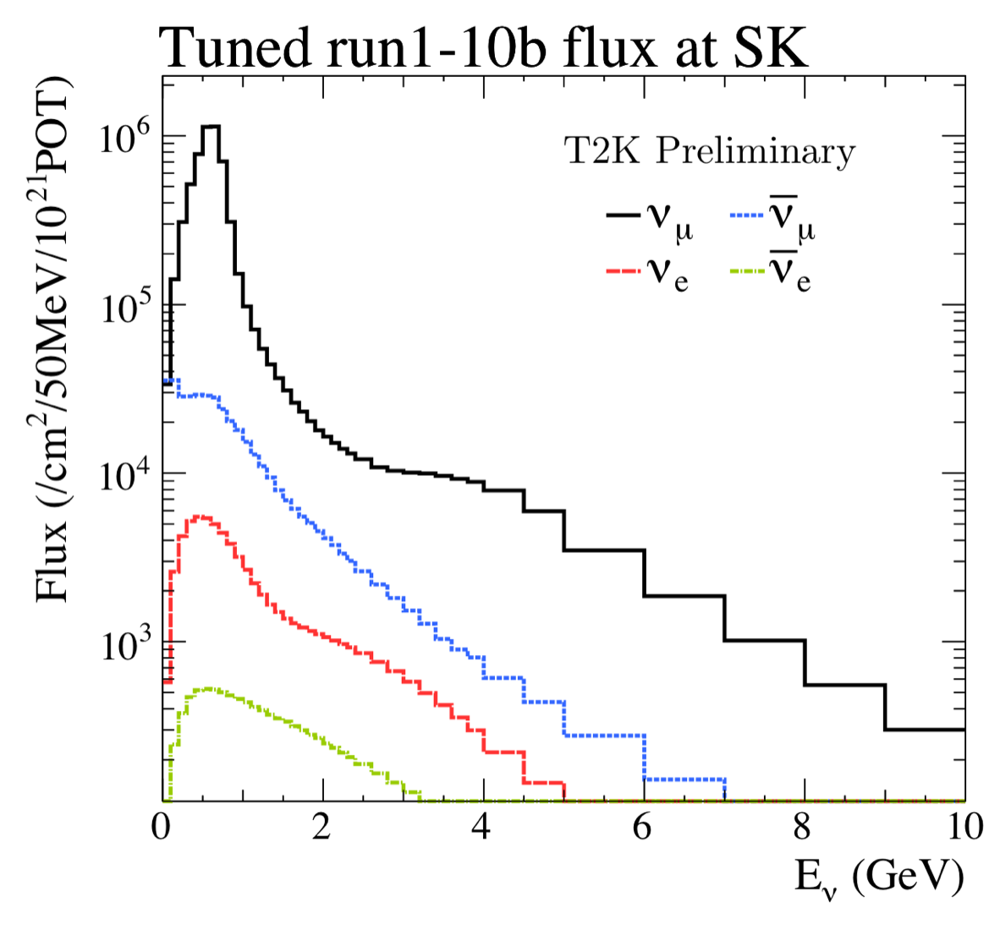 Tuned run1-10b flux at SK
Flux (/cm²/50MeV/10²¹POT)
T2K Preliminary
ν_μ ν̅_μ
ν_e ν̅_e
10⁶
10⁵
10⁴
10³
0 2 4 6 8 10
E_ν (GeV)